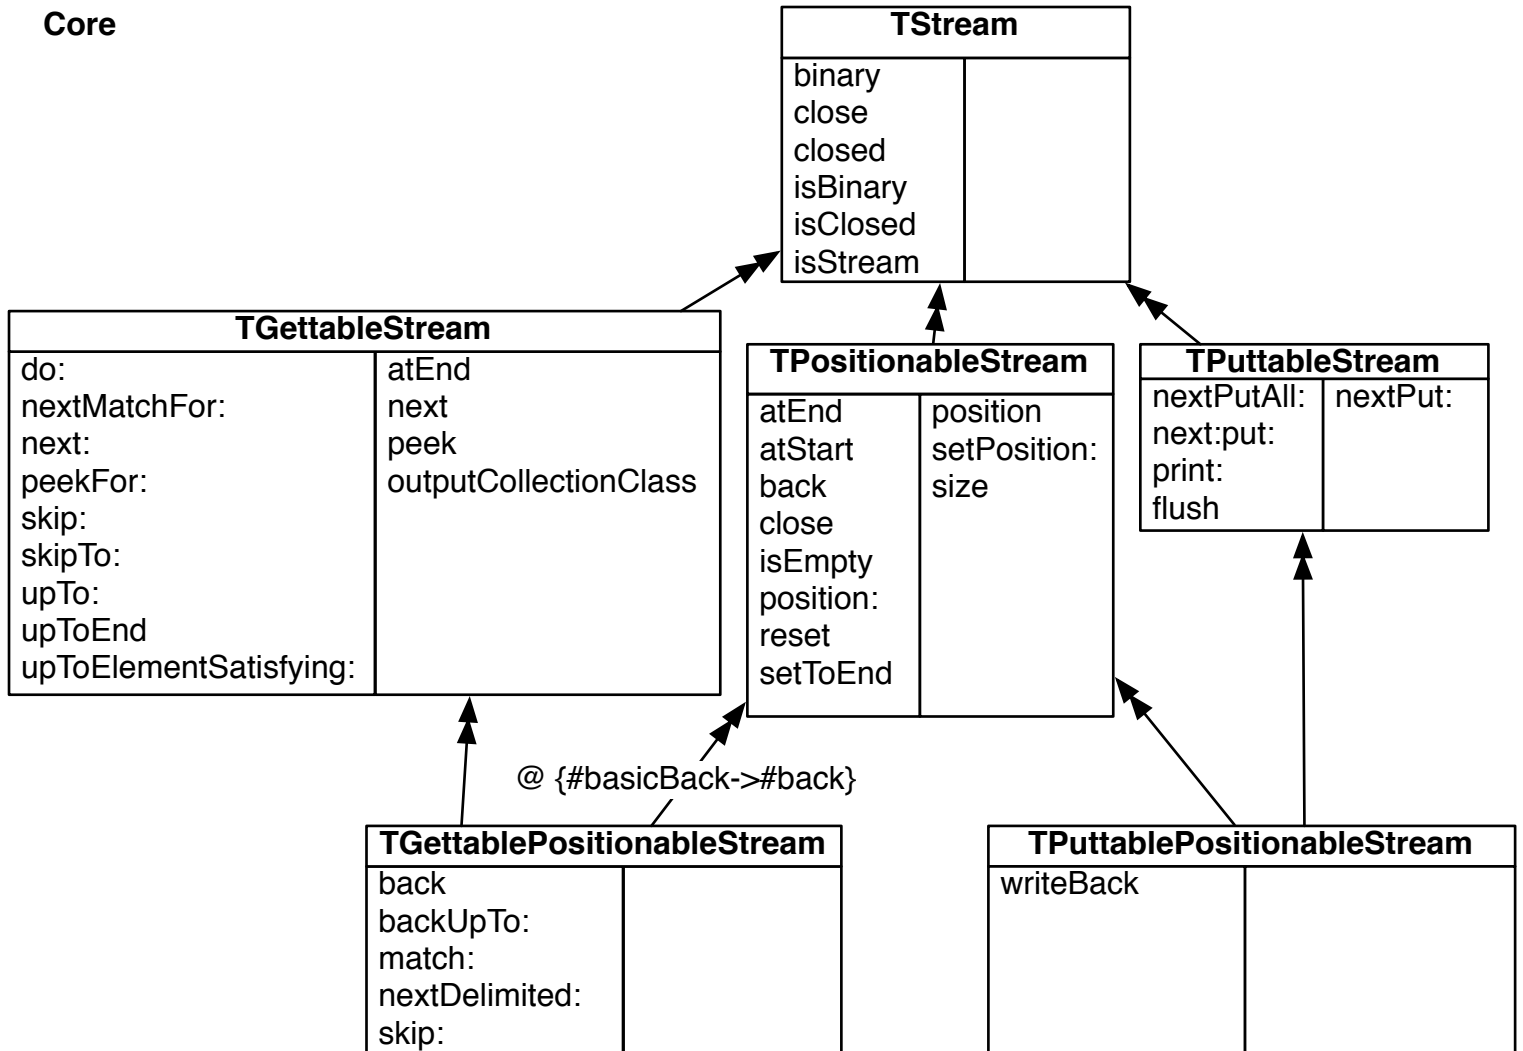 Core
TStream
binary
close
closed
isBinary
isClosed
isStream
TGettableStream
do:
nextMatchFor:
next:
peekFor:
skip:
skipTo:
upTo:
upToEnd
upToElementSatisfying:
atEnd
next
peek
outputCollectionClass
TPositionableStream
atEnd
atStart
back
close
isEmpty
position:
reset
setToEnd
position
setPosition:
size
TPuttableStream
nextPutAll:
next:put:
print:
flush
nextPut:
@ {#basicBack->#back}
TGettablePositionableStream
back
backUpTo:
match:
nextDelimited:
skip:
TPuttablePositionableStream
writeBack